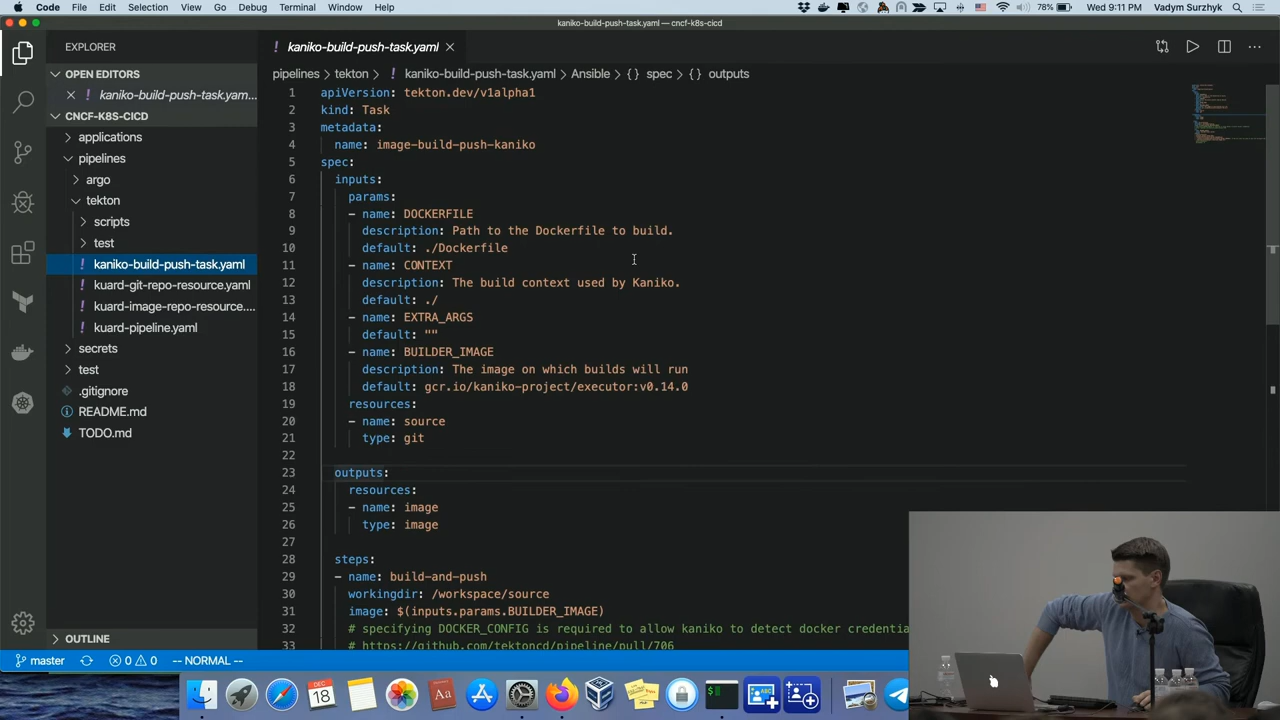 Code File Edit Selection View Go Debug Terminal Window Help
78% Wed 9:11 PM Vadym Surzhyk
kaniko-build-push-task.yaml — cncf-k8s-cicd
EXPLORER
OPEN EDITORS
kaniko-build-push-task.yam...
CNCF-K8S-CICD
applications
pipelines
argo
tekton
scripts
test
kaniko-build-push-task.yaml
kuard-git-repo-resource.yaml
kuard-image-repo-resource....
kuard-pipeline.yaml
secrets
test
.gitignore
README.md
TODO.md
OUTLINE
kaniko-build-push-task.yaml
pipelines > tekton > ! kaniko-build-push-task.yaml > Ansible > {} spec > {} outputs
1 apiVersion: tekton.dev/v1alpha1
2 kind: Task
3 metadata:
4 name: image-build-push-kaniko
5 spec:
6 inputs:
7 params:
8 - name: DOCKERFILE
9 description: Path to the Dockerfile to build.
10 default: ./Dockerfile
11 - name: CONTEXT
12 description: The build context used by Kaniko.
13 default: ./
14 - name: EXTRA_ARGS
15 default: ""
16 - name: BUILDER_IMAGE
17 description: The image on which builds will run
18 default: gcr.io/kaniko-project/executor:v0.14.0
19 resources:
20 - name: source
21 type: git
22
23 outputs:
24 resources:
25 - name: image
26 type: image
27
28 steps:
29 - name: build-and-push
30 workingdir: /workspace/source
31 image: $(inputs.params.BUILDER_IMAGE)
32 # specifying DOCKER_CONFIG is required to allow kaniko to detect docker credentia
33 # https://github.com/tektoncd/pipeline/pull/706
master 0 0 -- NORMAL --
DEC
18
Aa
ABC